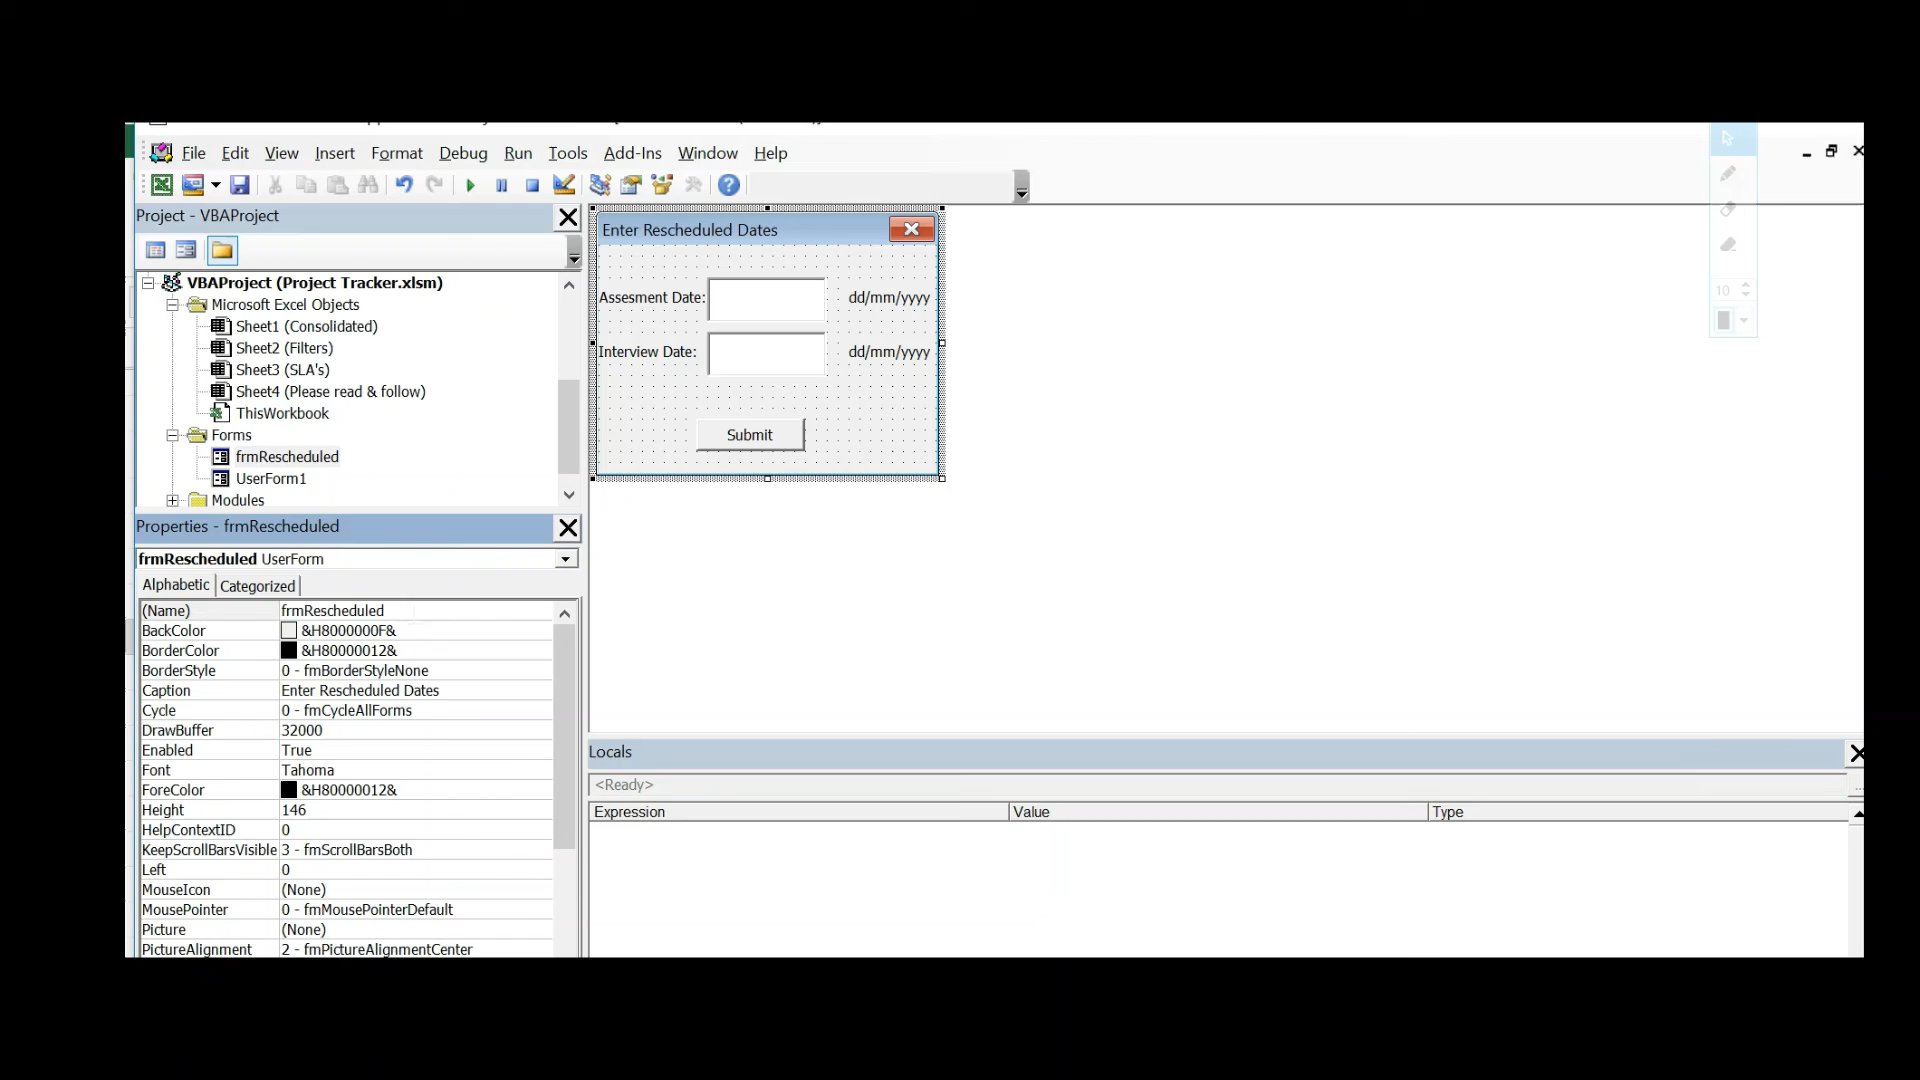 File Edit View Insert Format Debug Run Tools Add-Ins Window Help
Project - VBAProject
VBAProject (Project Tracker.xlsm)
Microsoft Excel Objects
Sheet1 (Consolidated)
Sheet2 (Filters)
Sheet3 (SLA's)
Sheet4 (Please read & follow)
ThisWorkbook
Forms
frmRescheduled
UserForm1
Modules
Properties - frmRescheduled
frmRescheduled UserForm
Alphabetic Categorized
(Name) frmRescheduled
BackColor &H8000000F&
BorderColor &H80000012&
BorderStyle 0 - fmBorderStyleNone
Caption Enter Rescheduled Dates
Cycle 0 - fmCycleAllForms
DrawBuffer 32000
Enabled True
Font Tahoma
ForeColor &H80000012&
Height 146
HelpContextID 0
KeepScrollBarsVisible 3 - fmScrollBarsBoth
Left 0
MouseIcon (None)
MousePointer 0 - fmMousePointerDefault
Picture (None)
PictureAlignment 2 - fmPictureAlignmentCenter
Enter Rescheduled Dates
Assesment Date: dd/mm/yyyy
Interview Date: dd/mm/yyyy
Submit
Locals
<Ready>
...
Expression Value Type
10